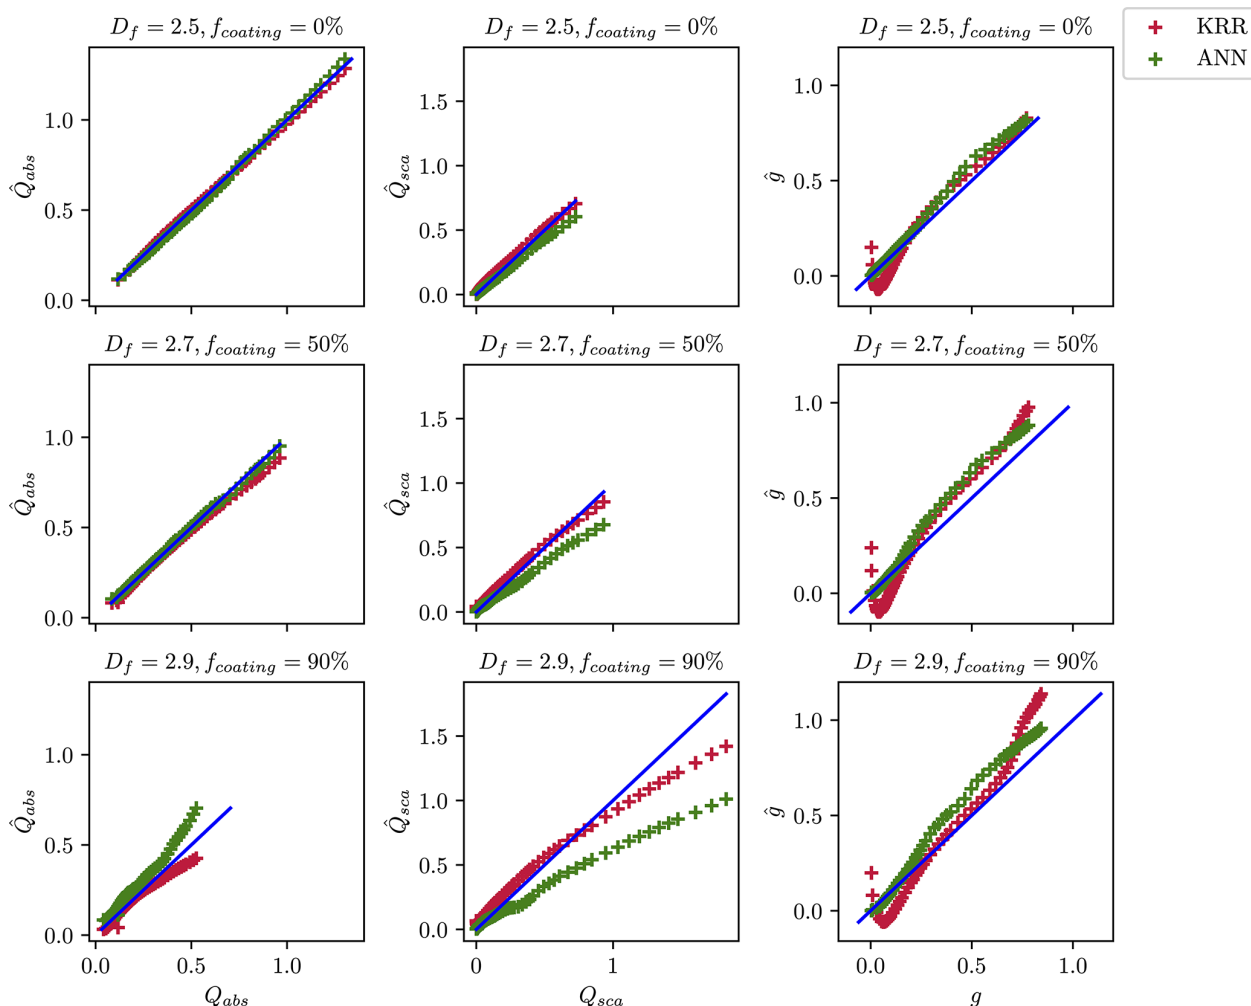 D_f = 2.5, f_coating = 0%
D_f = 2.5, f_coating = 0%
D_f = 2.5, f_coating = 0%
KRR
ANN
1.0
0.5
0.0
Q̂_abs
1.5
1.0
0.5
0.0
Q̂_sca
1.0
0.5
0.0
ĝ
D_f = 2.7, f_coating = 50%
D_f = 2.7, f_coating = 50%
D_f = 2.7, f_coating = 50%
1.0
0.5
0.0
Q̂_abs
1.5
1.0
0.5
0.0
Q̂_sca
1.0
0.5
0.0
ĝ
D_f = 2.9, f_coating = 90%
D_f = 2.9, f_coating = 90%
D_f = 2.9, f_coating = 90%
1.0
0.5
0.0
Q̂_abs
1.5
1.0
0.5
0.0
Q̂_sca
1.0
0.5
0.0
ĝ
0.0 0.5 1.0
Q_abs
0 1
Q_sca
0.0 0.5 1.0
g